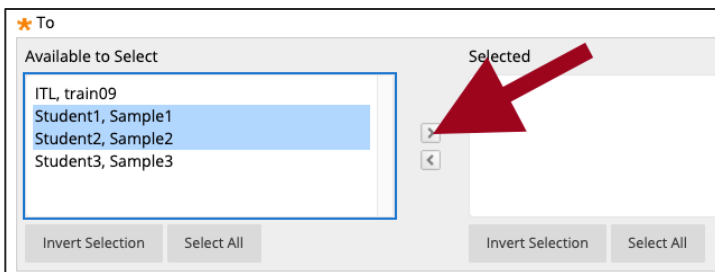 To
Available to Select
Selected
ITL, train09
Student1, Sample1
Student2, Sample2
Student3, Sample3
Invert Selection Select All
Invert Selection Select All